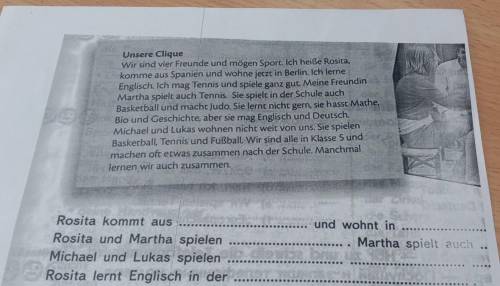 Unsere Clique
Wir sind vier Freunde und mögen Sport. Ich heiße Rosita,
komme aus Spanien und wohne jetzt in Berlin. Ich lerne
Englisch. Ich mag Tennis und spiele ganz gut. Meine Freundin
Martha spielt auch Tennis. Sie spielt in der Schule auch
Basketball und macht Judo. Sie lernt nicht gern, sie hasst Mathe,
Bio und Geschichte, aber sie mag Englisch und Deutsch.
Michael und Lukas wohnen nicht weit von uns. Sie spielen
Basketball, Tennis und Fußball. Wir sind alle in Klasse 5 und
machen oft etwas zusammen nach der Schule. Manchmal
lernen wir auch zusammen.
Rosita kommt aus ................................ und wohnt in ....................
Rosita und Martha spielen ............................ . Martha spielt auch ..
Michael und Lukas spielen ............................
Rosita lernt Englisch in der ............................